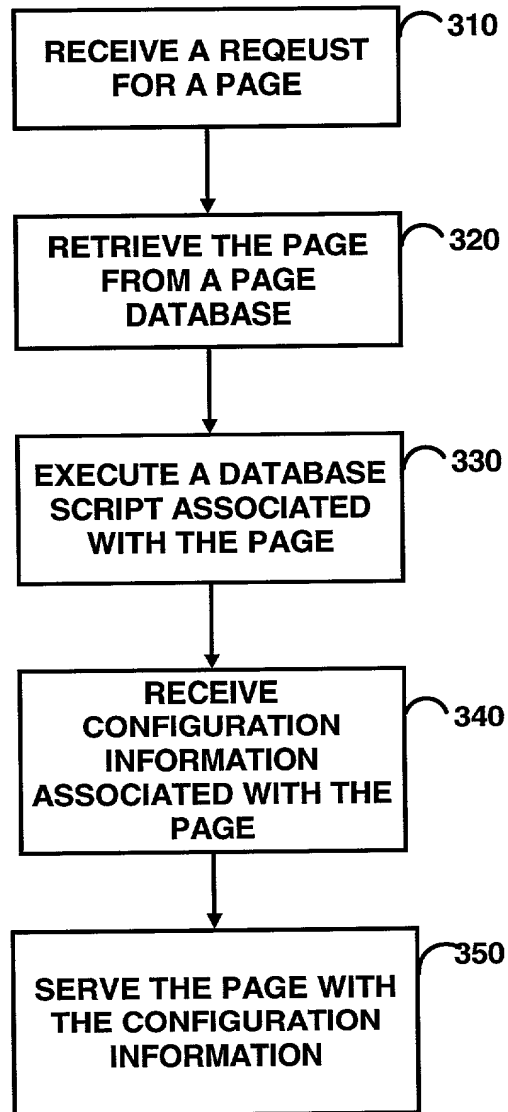 310
RECEIVE A REQEUST
FOR A PAGE
320
RETRIEVE THE PAGE
FROM A PAGE
DATABASE
330
EXECUTE A DATABASE
SCRIPT ASSOCIATED
WITH THE PAGE
340
RECEIVE
CONFIGURATION
INFORMATION
ASSOCIATED WITH THE
PAGE
350
SERVE THE PAGE WITH
THE CONFIGURATION
INFORMATION